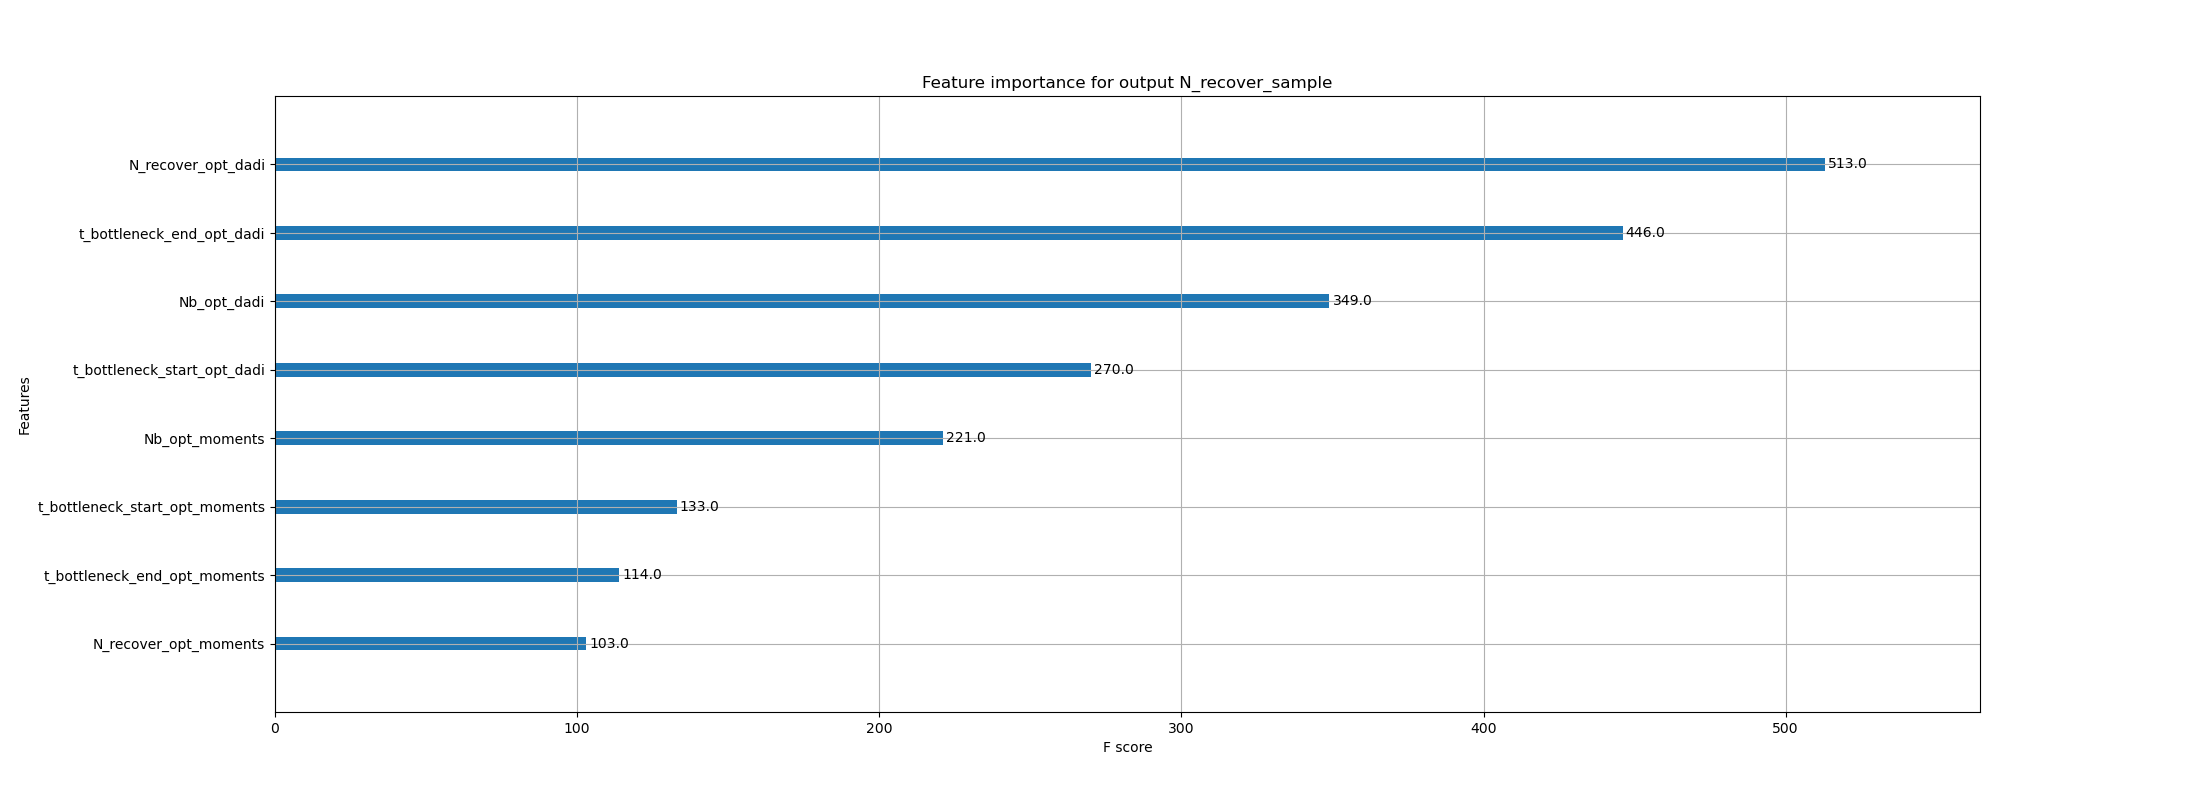 Feature importance for output N_recover_sample
N_recover_opt_dadi 513.0
t_bottleneck_end_opt_dadi 446.0
Nb_opt_dadi 349.0
t_bottleneck_start_opt_dadi 270.0
Nb_opt_moments 221.0
t_bottleneck_start_opt_moments 133.0
t_bottleneck_end_opt_moments 114.0
N_recover_opt_moments 103.0
Features
0 100 200 300 400 500
F score